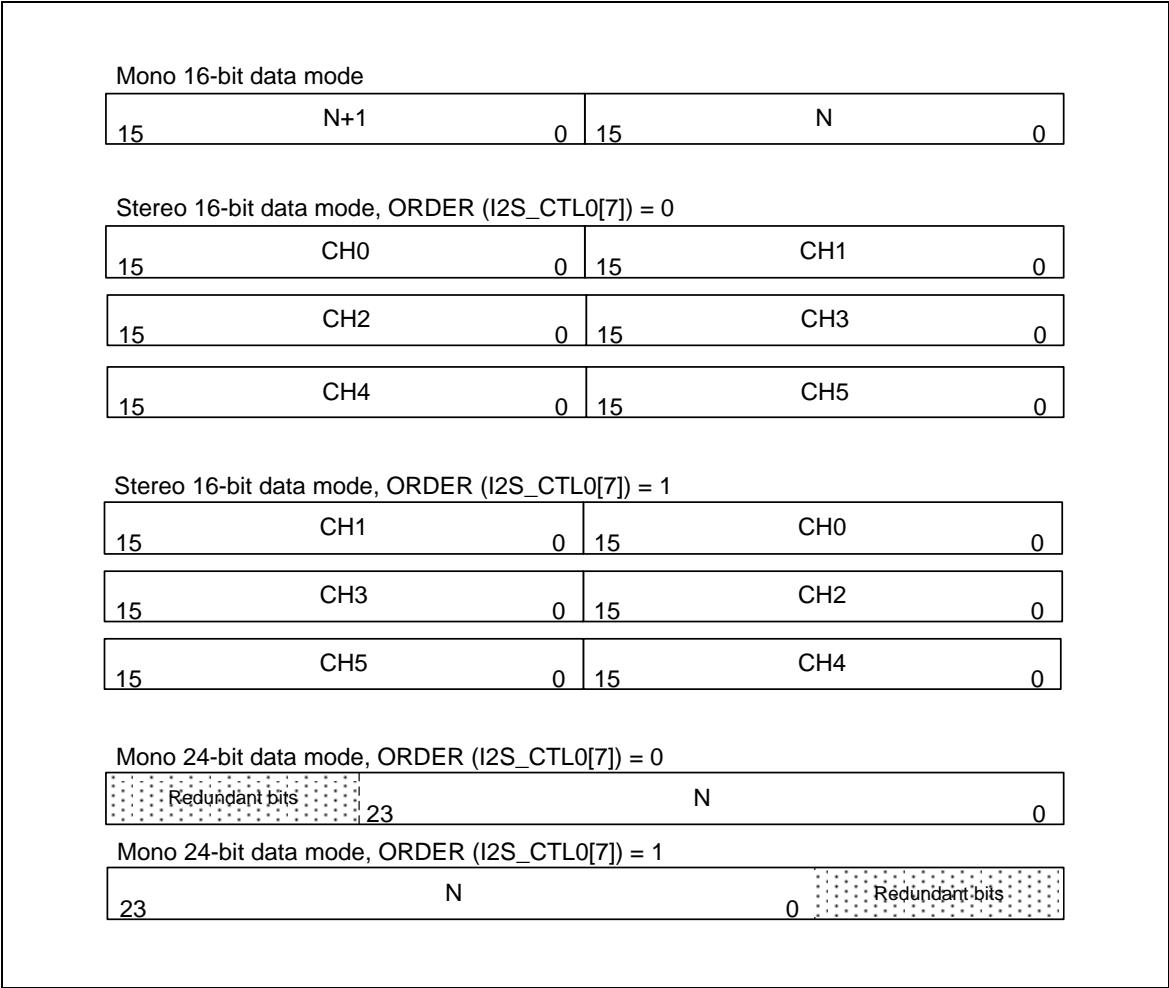 Mono 16-bit data mode
N+1 N
15 0 15 0
Stereo 16-bit data mode, ORDER (I2S_CTL0[7]) = 0
CH0 CH1
15 0 15 0
CH2 CH3
15 0 15 0
CH4 CH5
15 0 15 0
Stereo 16-bit data mode, ORDER (I2S_CTL0[7]) = 1
CH1 CH0
15 0 15 0
CH3 CH2
15 0 15 0
CH5 CH4
15 0 15 0
Mono 24-bit data mode, ORDER (I2S_CTL0[7]) = 0
Redundant bits N
23 0
Mono 24-bit data mode, ORDER (I2S_CTL0[7]) = 1
N Redundant bits
23 0